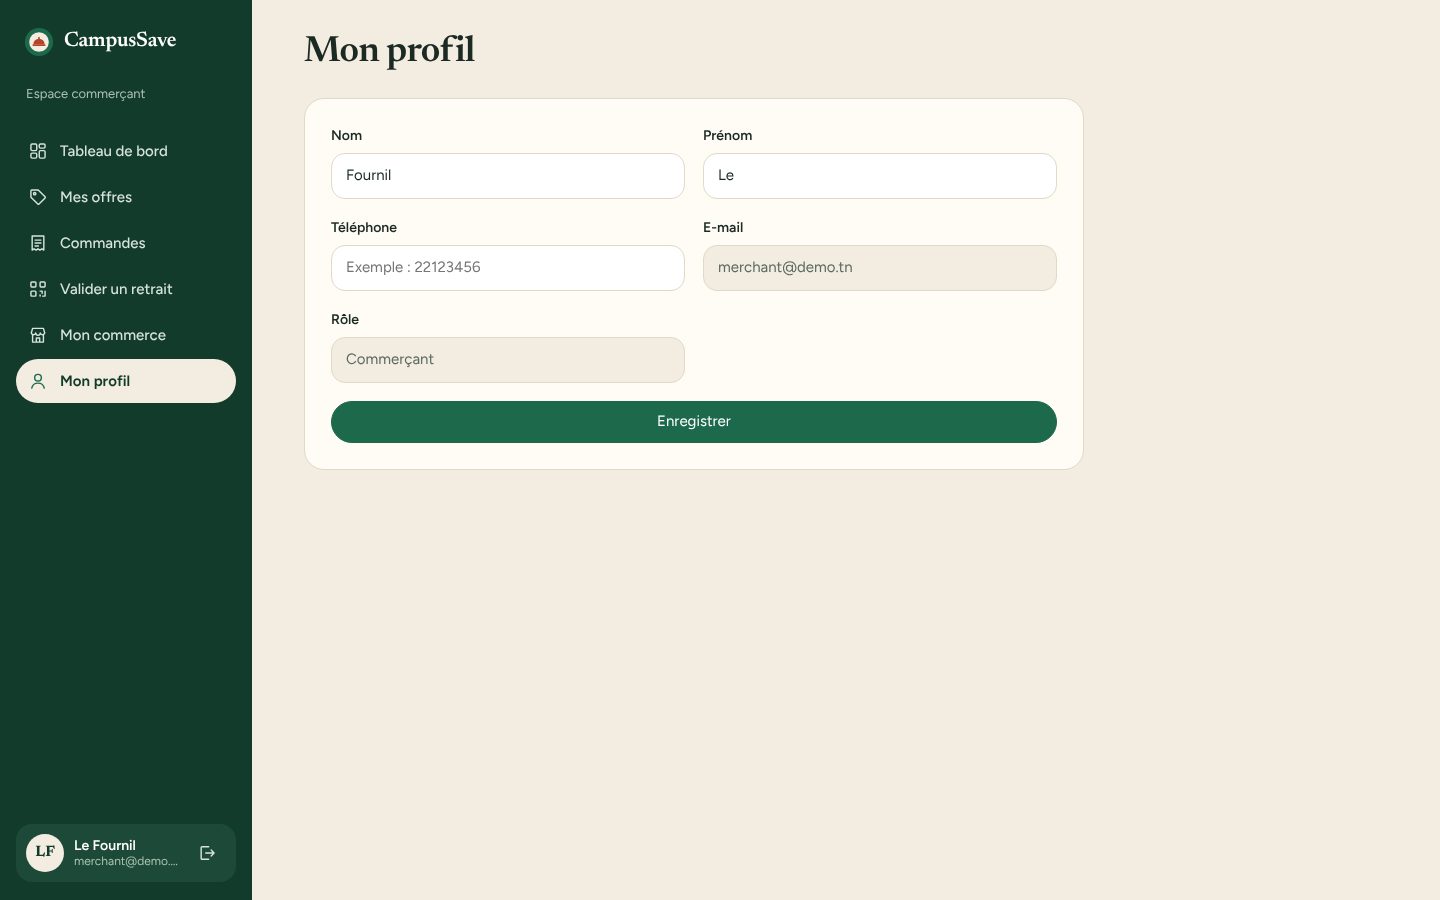 CampusSave
Espace commerçant
Tableau de bord
Mes offres
Commandes
Valider un retrait
Mon commerce
Mon profil
LF
Le Fournil
merchant@demo....
Mon profil
Nom
Prénom
Fournil
Le
Téléphone
E-mail
Exemple : 22123456
merchant@demo.tn
Rôle
Commerçant
Enregistrer